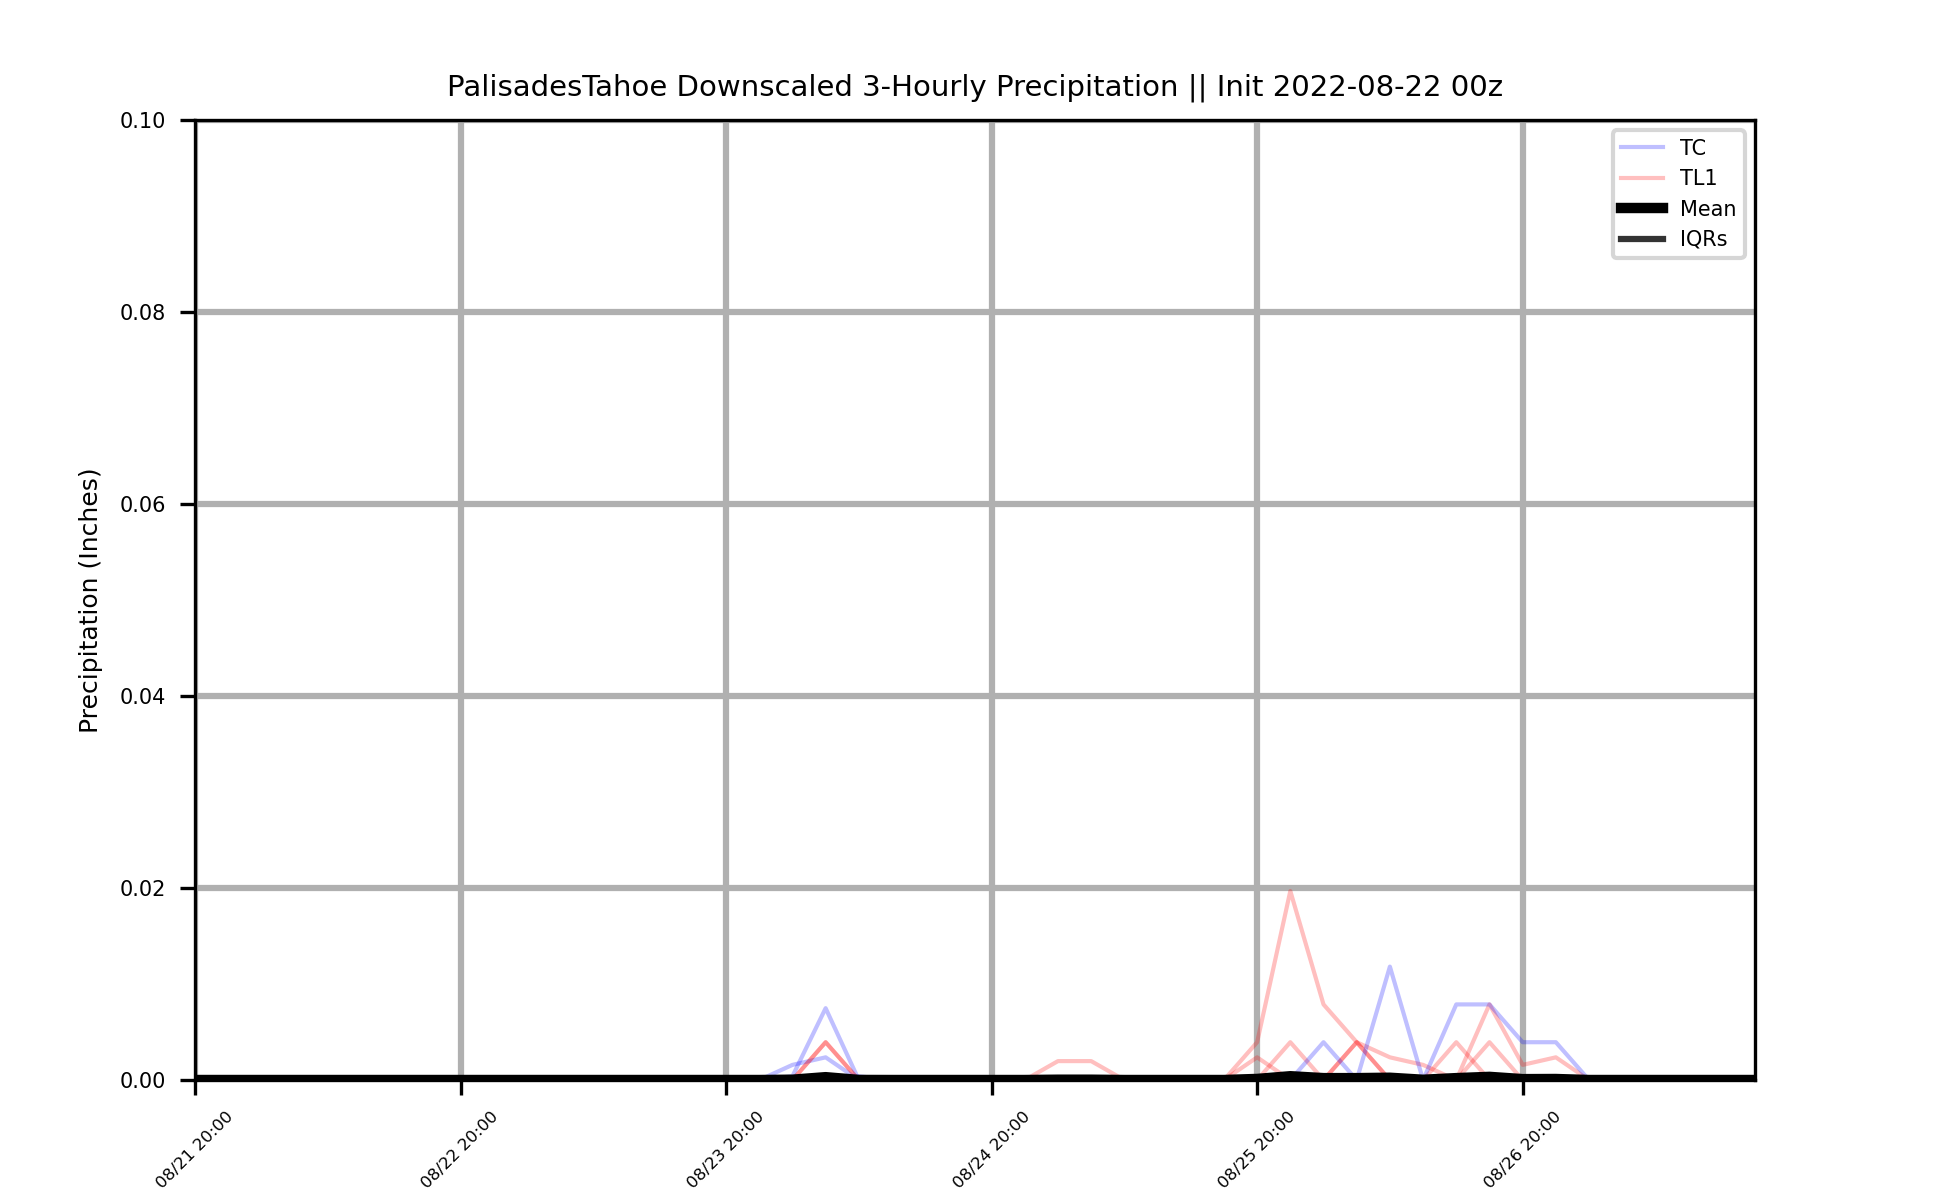 PalisadesTahoe Downscaled 3-Hourly Precipitation || Init 2022-08-22 00z
TC
TL1
Mean
IQRs
Precipitation (Inches)
0.10
0.08
0.06
0.04
0.02
0.00
08/21 20:00
08/22 20:00
08/23 20:00
08/24 20:00
08/25 20:00
08/26 20:00